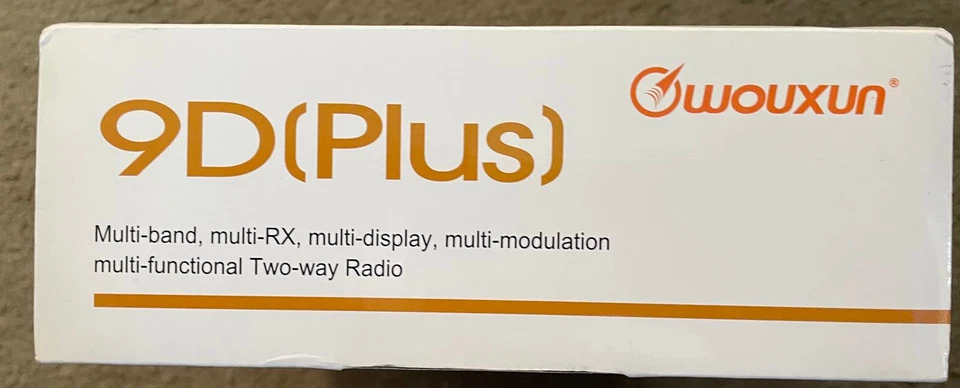 wouxun®
9D(Plus)
Multi-band, multi-RX, multi-display, multi-modulation
multi-functional Two-way Radio